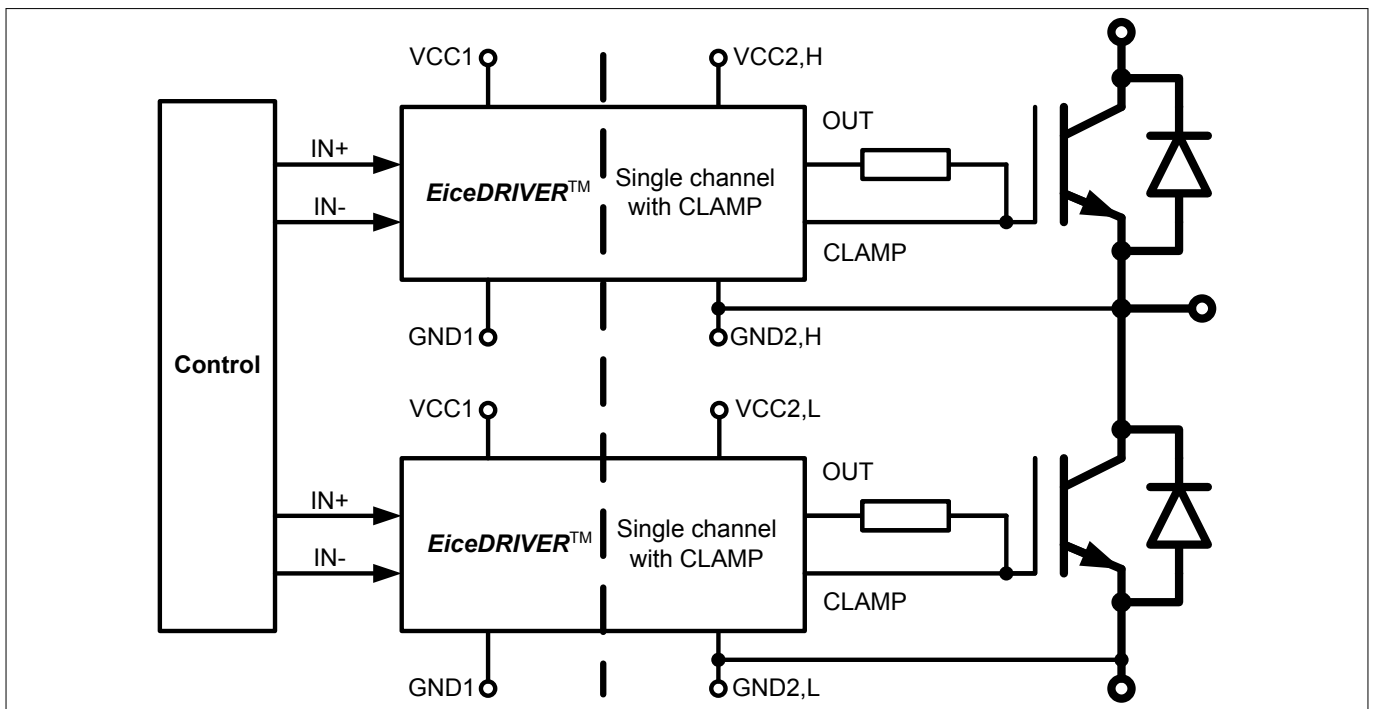 VCC1
VCC2,H
OUT
IN+
EiceDRIVER™
Single channel
with CLAMP
IN-
CLAMP
GND1
GND2,H
Control
VCC1
VCC2,L
OUT
IN+
EiceDRIVER™
Single channel
with CLAMP
IN-
CLAMP
GND1
GND2,L